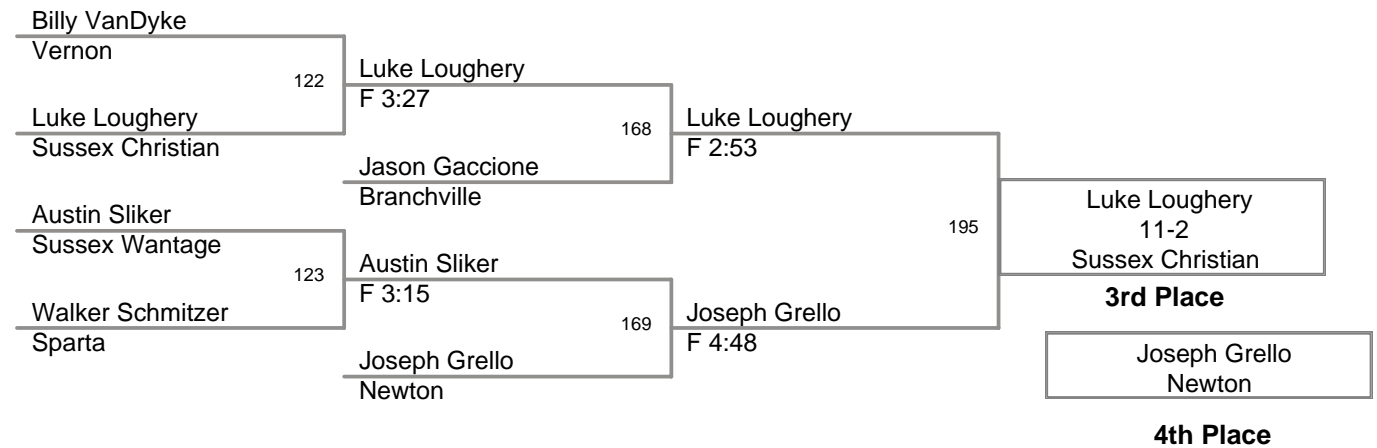 Billy VanDyke
Vernon
122
Luke Loughery
F 3:27
Luke Loughery
Sussex Christian
168
Luke Loughery
F 2:53
Jason Gaccione
Branchville
Austin Sliker
Sussex Wantage
123
Austin Sliker
F 3:15
Walker Schmitzer
Sparta
169
Joseph Grello
F 4:48
Joseph Grello
Newton
195
Luke Loughery
11-2
Sussex Christian
3rd Place
Joseph Grello
Newton
4th Place